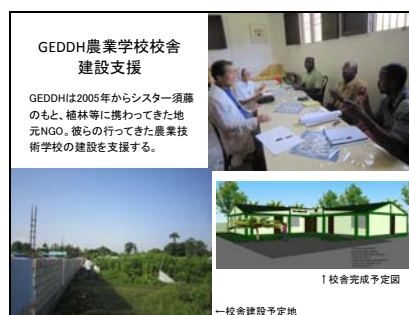 GEDDH農業学校校舎
建設支援
GEDDHは2005年からシスター須藤
のもと、植林等に携わってきた地
元NGO。彼らの行ってきた農業技
術学校の建設を支援する。
↑校舎完成予定図
←校舎建設予定地